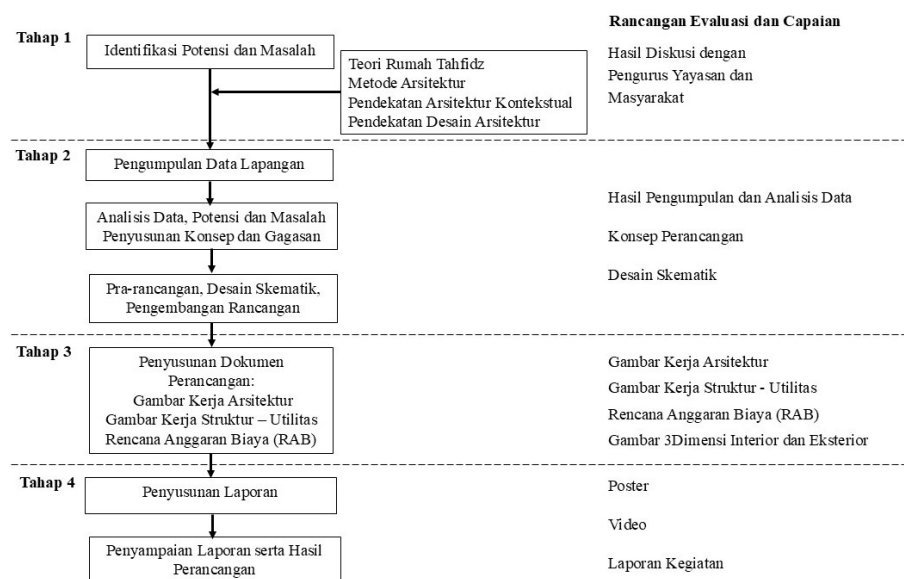 Rancangan Evaluasi dan Capaian
Tahap 1
Identifikasi Potensi dan Masalah
Teori Rumah Tahfidz
Metode Arsitektur
Pendekatan Arsitektur Kontekstual
Pendekatan Desain Arsitektur
Hasil Diskusi dengan
Pengurus Yayasan dan
Masyarakat
Tahap 2
Pengumpulan Data Lapangan
Analisis Data, Potensi dan Masalah
Penyusunan Konsep dan Gagasan
Pra-rancangan, Desain Skematik,
Pengembangan Rancangan
Hasil Pengumpulan dan Analisis Data
Konsep Perancangan
Desain Skematik
Tahap 3
Penyusunan Dokumen
Perancangan:
Gambar Kerja Arsitektur
Gambar Kerja Struktur – Utilitas
Rencana Anggaran Biaya (RAB)
Gambar Kerja Arsitektur
Gambar Kerja Struktur - Utilitas
Rencana Anggaran Biaya (RAB)
Gambar 3Dimensi Interior dan Eksterior
Tahap 4
Penyusunan Laporan
Penyampaian Laporan serta Hasil
Perancangan
Poster
Video
Laporan Kegiatan